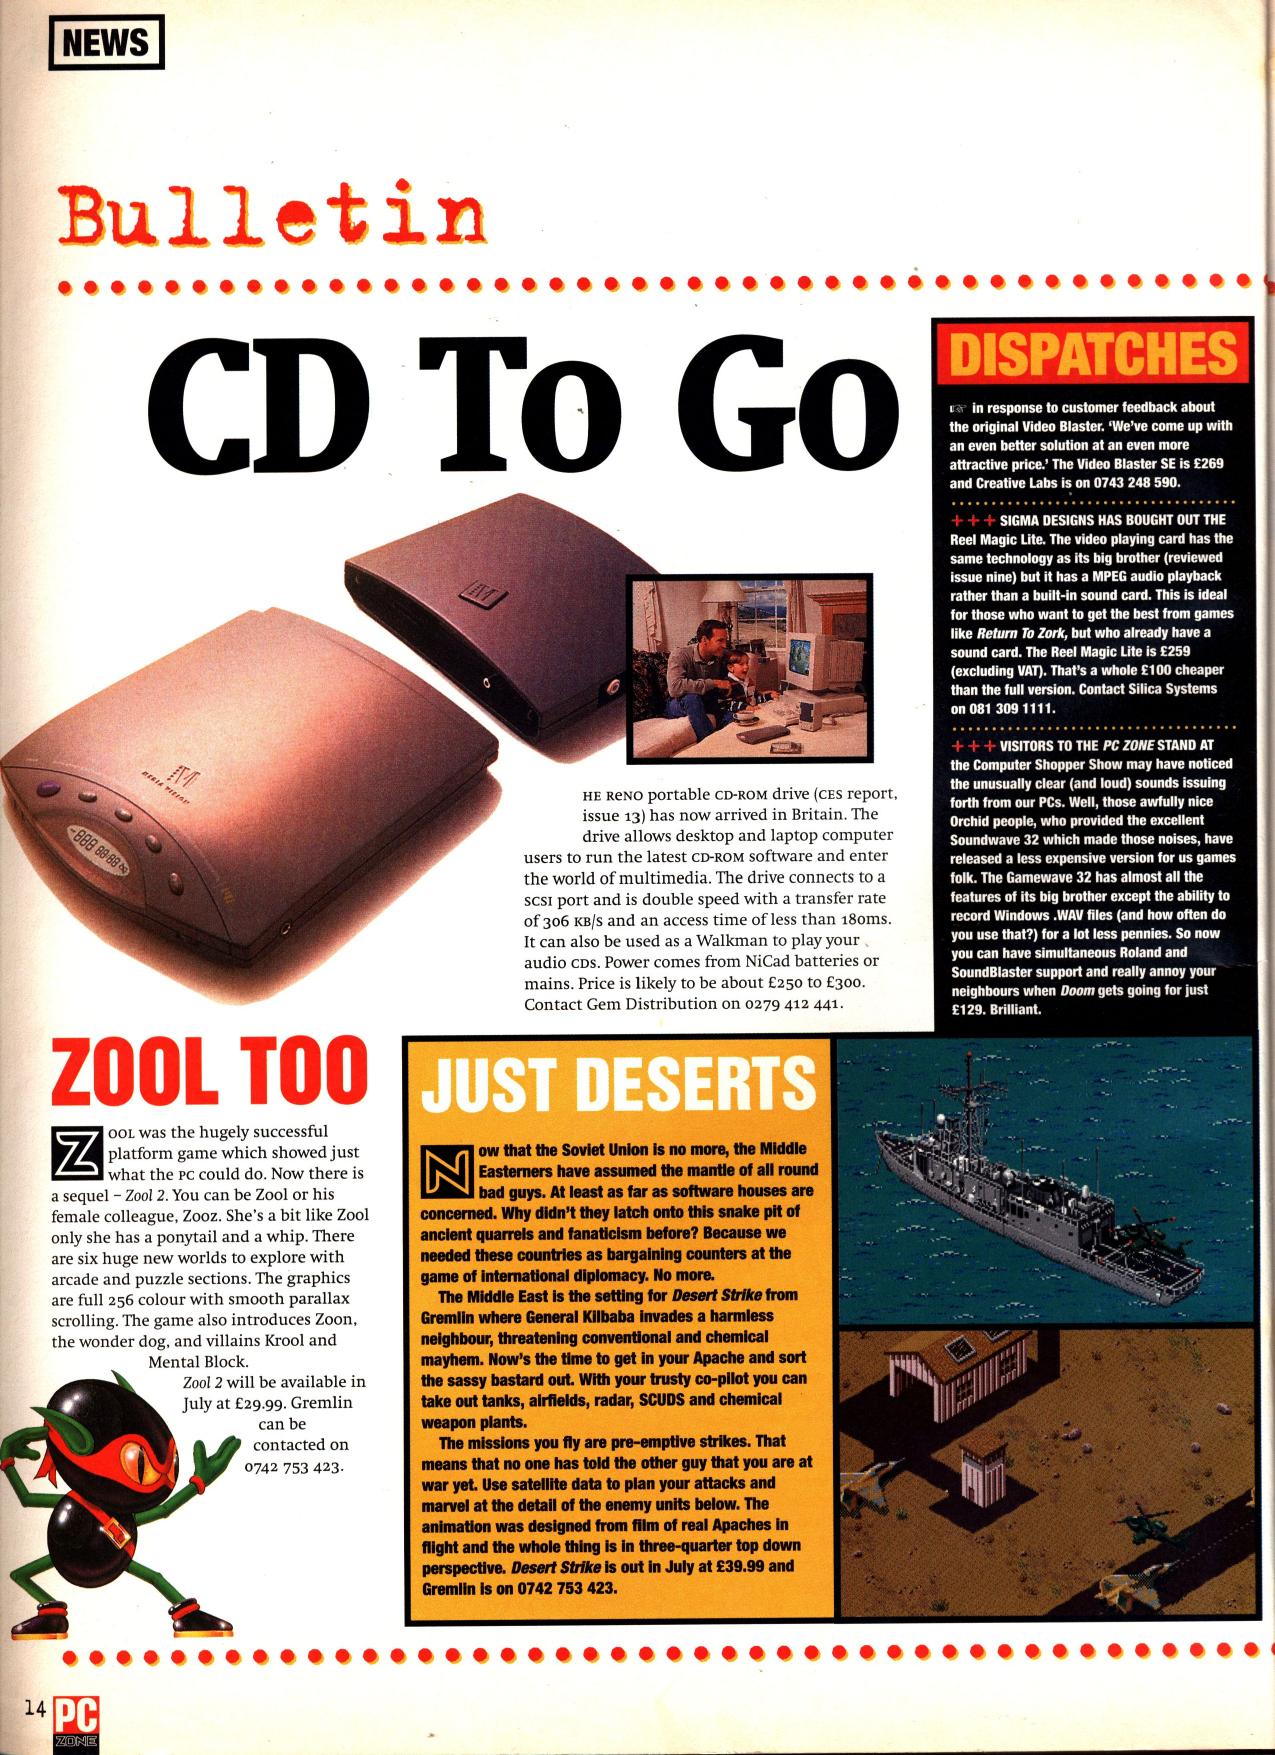 NEWS
Bulletin
CD To Go
HE RENO portable CD-ROM drive (CES report,
issue 13) has now arrived in Britain. The
drive allows desktop and laptop computer
users to run the latest CD-ROM software and enter
the world of multimedia. The drive connects to a
SCSI port and is double speed with a transfer rate
of 306 KB/s and an access time of less than 180ms.
It can also be used as a Walkman to play your
audio CDs. Power comes from NiCad batteries or
mains. Price is likely to be about £250 to £300.
Contact Gem Distribution on 0279 412 441.
MEDIA VISION
DISPATCHES
☞ in response to customer feedback about
the original Video Blaster. ‘We’ve come up with
an even better solution at an even more
attractive price.’ The Video Blaster SE is £269
and Creative Labs is on 0743 248 590.
+++ SIGMA DESIGNS HAS BOUGHT OUT THE
Reel Magic Lite. The video playing card has the
same technology as its big brother (reviewed
issue nine) but it has a MPEG audio playback
rather than a built-in sound card. This is ideal
for those who want to get the best from games
like Return To Zork, but who already have a
sound card. The Reel Magic Lite is £259
(excluding VAT). That’s a whole £100 cheaper
than the full version. Contact Silica Systems
on 081 309 1111.
+++ VISITORS TO THE PC ZONE STAND AT
the Computer Shopper Show may have noticed
the unusually clear (and loud) sounds issuing
forth from our PCs. Well, those awfully nice
Orchid people, who provided the excellent
Soundwave 32 which made those noises, have
released a less expensive version for us games
folk. The Gamewave 32 has almost all the
features of its big brother except the ability to
record Windows .WAV files (and how often do
you use that?) for a lot less pennies. So now
you can have simultaneous Roland and
SoundBlaster support and really annoy your
neighbours when Doom gets going for just
£129. Brilliant.
ZOOL TOO
ZOOL was the hugely successful
platform game which showed just
what the PC could do. Now there is
a sequel – Zool 2. You can be Zool or his
female colleague, Zooz. She’s a bit like Zool
only she has a ponytail and a whip. There
are six huge new worlds to explore with
arcade and puzzle sections. The graphics
are full 256 colour with smooth parallax
scrolling. The game also introduces Zoon,
the wonder dog, and villains Krool and
Mental Block.
Zool 2 will be available in
July at £29.99. Gremlin
can be
contacted on
0742 753 423.
JUST DESERTS
Now that the Soviet Union is no more, the Middle
Easterners have assumed the mantle of all round
bad guys. At least as far as software houses are
concerned. Why didn’t they latch onto this snake pit of
ancient quarrels and fanaticism before? Because we
needed these countries as bargaining counters at the
game of international diplomacy. No more.
The Middle East is the setting for Desert Strike from
Gremlin where General Kilbaba invades a harmless
neighbour, threatening conventional and chemical
mayhem. Now’s the time to get in your Apache and sort
the sassy bastard out. With your trusty co-pilot you can
take out tanks, airfields, radar, SCUDS and chemical
weapon plants.
The missions you fly are pre-emptive strikes. That
means that no one has told the other guy that you are at
war yet. Use satellite data to plan your attacks and
marvel at the detail of the enemy units below. The
animation was designed from film of real Apaches in
flight and the whole thing is in three-quarter top down
perspective. Desert Strike is out in July at £39.99 and
Gremlin is on 0742 753 423.
14 PC
ZONE